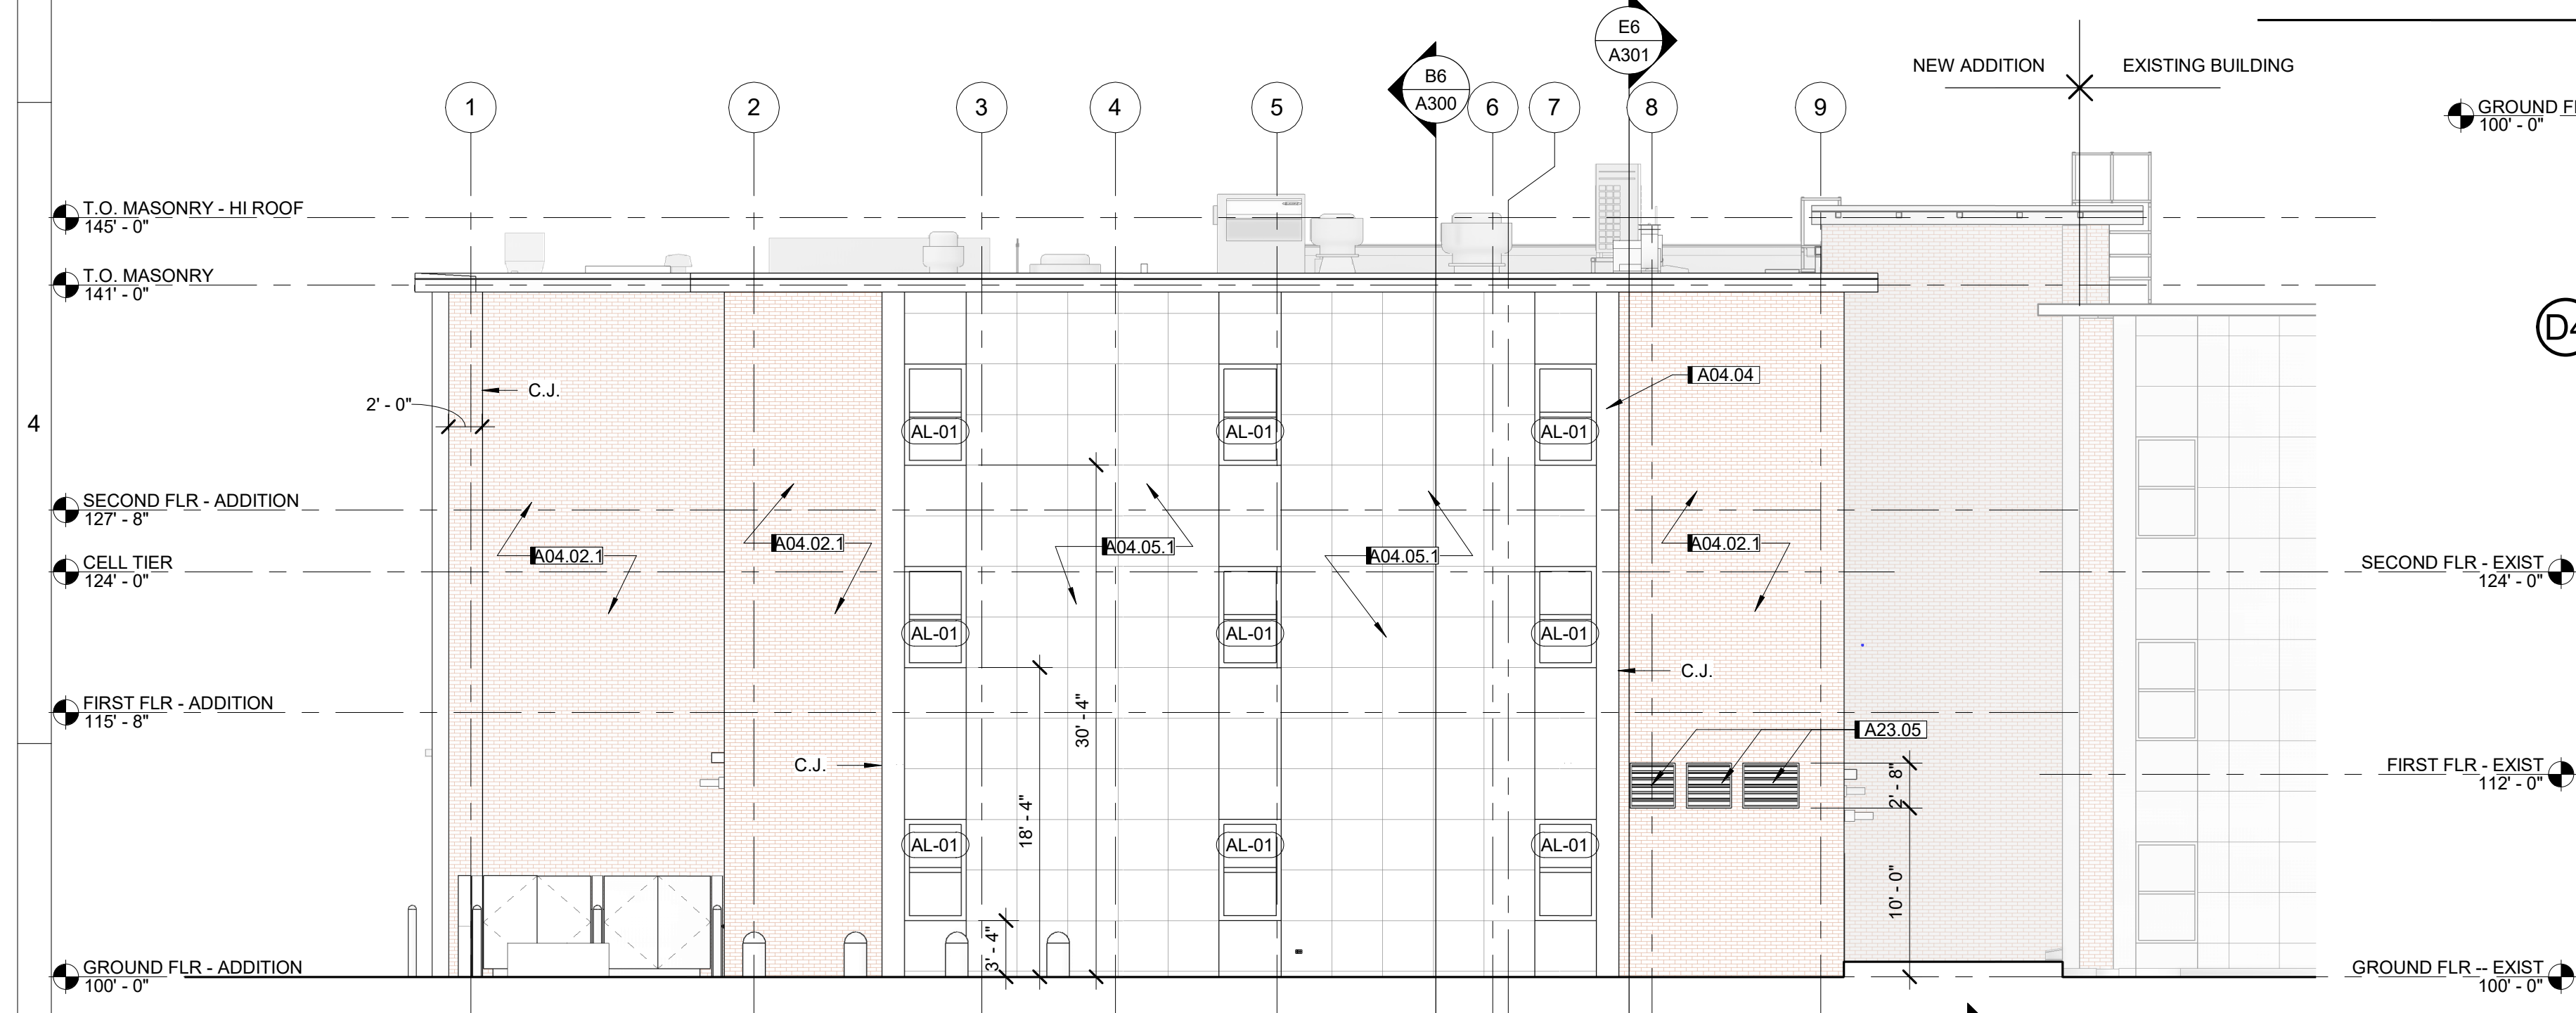 E6
A301
NEW ADDITION
EXISTING BUILDING
B6
A300
1
2
3
4
5
6
7
8
9
GROUND FL
100' - 0"
T.O. MASONRY - HI ROOF
145' - 0"
T.O. MASONRY
141' - 0"
D4
C.J.
2' - 0"
A04.04
4
AL-01
AL-01
AL-01
SECOND FLR - ADDITION
127' - 8"
A04.02.1
A04.02.1
A04.05.1
A04.05.1
A04.02.1
CELL TIER
124' - 0"
SECOND FLR - EXIST
124' - 0"
AL-01
AL-01
AL-01
C.J.
FIRST FLR - ADDITION
115' - 8"
30' - 4"
A23.05
C.J.
FIRST FLR - EXIST
112' - 0"
2' - 8"
18' - 4"
AL-01
AL-01
AL-01
10' - 0"
3' - 4"
GROUND FLR - ADDITION
100' - 0"
GROUND FLR -- EXIST
100' - 0"